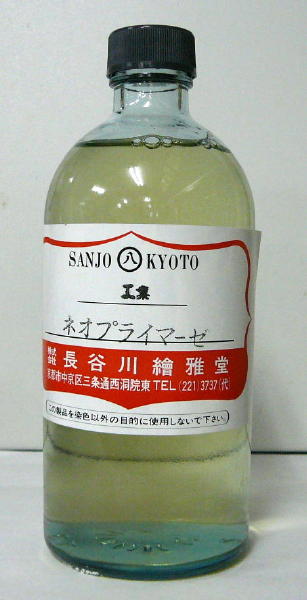 SANJO 八 KYOTO
工業
ネオプライマーゼ
株式会社 長谷川繪雅堂
京都市中京区三条通西洞院東 TEL (221) 3737 (代)
この製品を染色以外の目的に使用しないで下さい。